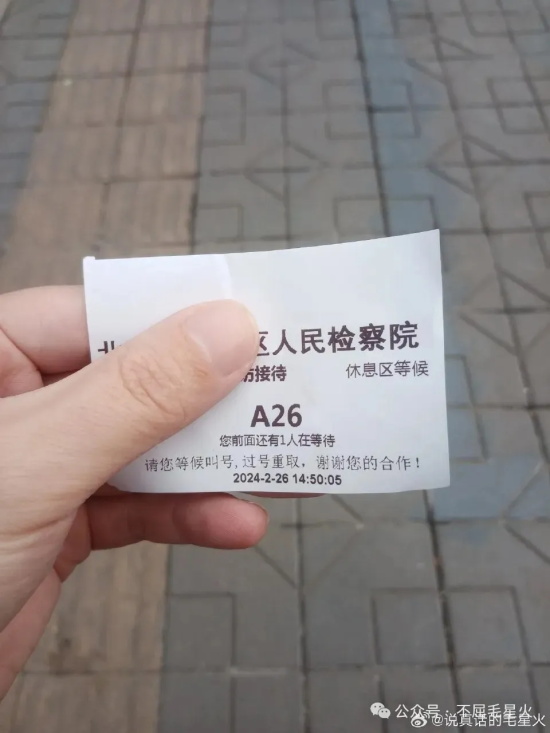 北 区人民检察院
访接待 休息区等候
A26
您前面还有1人在等待
请您等候叫号,过号重取，谢谢您的合作！
2024-2-26 14:50:05
公众号 · 不屈毛星火
@说真话的毛星火